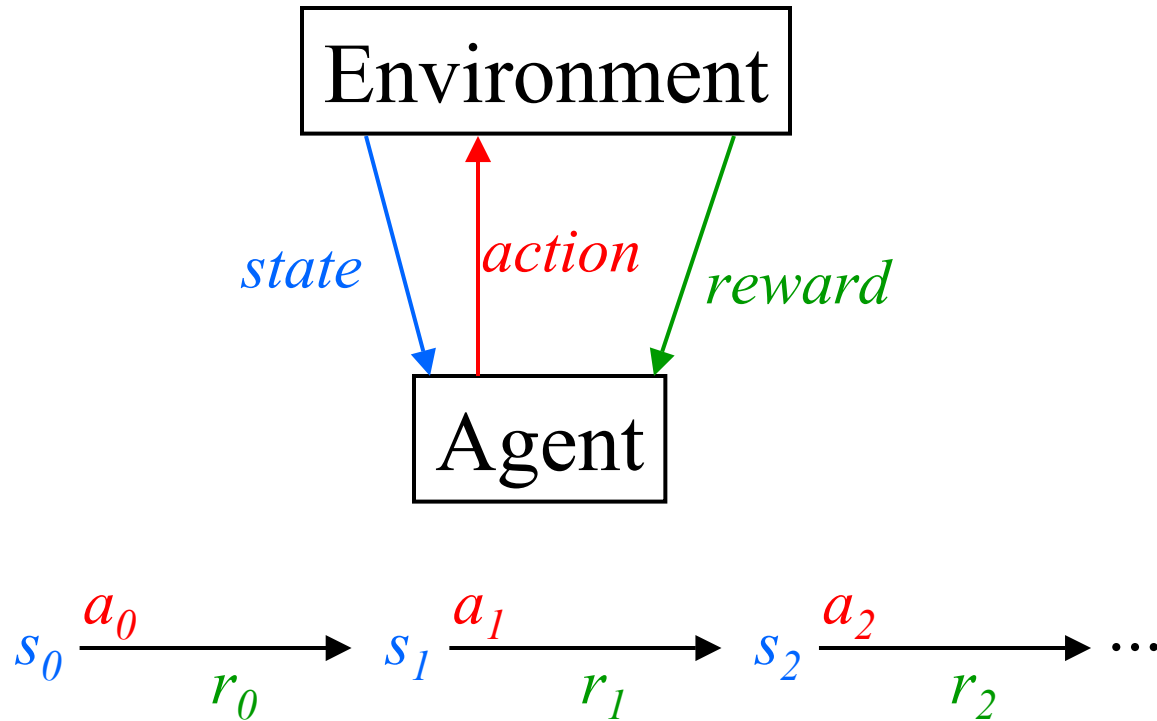 Environment
state
action
reward
Agent
s₀ a₀ r₀ s₁ a₁ r₁ s₂ a₂ r₂ ...